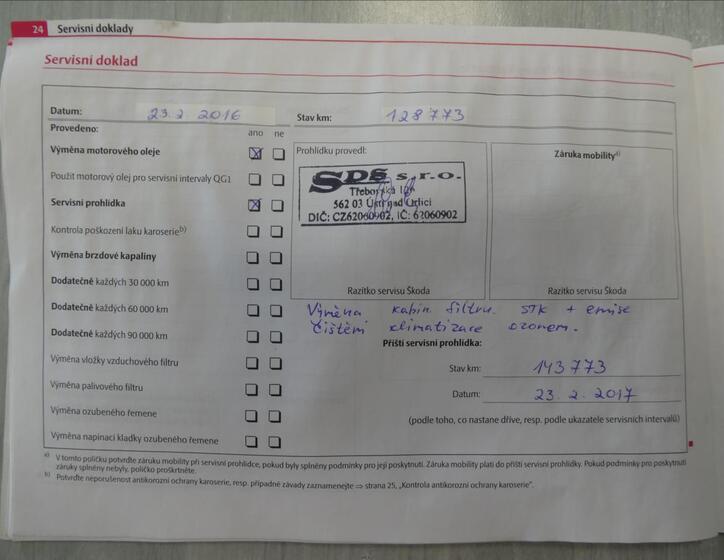 24 Servisní doklady
Servisní doklad
Datum: 23.2 2016 Stav km: 128773
Provedeno: ano ne
Výměna motorového oleje
Použit motorový olej pro servisní intervaly QG1
Servisní prohlídka
Kontrola poškození laku karoserie b)
Výměna brzdové kapaliny
Dodatečné každých 30 000 km
Dodatečné každých 60 000 km
Dodatečné každých 90 000 km
Výměna vložky vzduchového filtru
Výměna palivového filtru
Výměna ozubeného řemene
Výměna napínací kladky ozubeného řemene
Prohlídku provedl:
SDS s.r.o.
562 03 Ústí nad Orlicí
DIČ: CZ62060902, IČ: 62060902
Razítko servisu Škoda
Záruka mobility a)
Razítko servisu Škoda
Výměna kabin. filtru. STK + emise
Čištění klimatizace ozonem.
Příští servisní prohlídka:
Stav km: 143773
Datum: 23. 2. 2017
(podle toho, co nastane dříve, resp. podle ukazatele servisních intervalů)
a) V tomto políčku potvrďte záruku mobility při servisní prohlídce, pokud byly splněny podmínky pro její poskytnutí. Záruka mobility platí do příští servisní prohlídky. Pokud podmínky pro poskytnutí
záruky splněny nebyly, políčko proškrtněte.
b) Potvrďte neporušenost antikorozní ochrany karoserie, resp. případné závady zaznamenejte ⇒ strana 25, „Kontrola antikorozní ochrany karoserie".